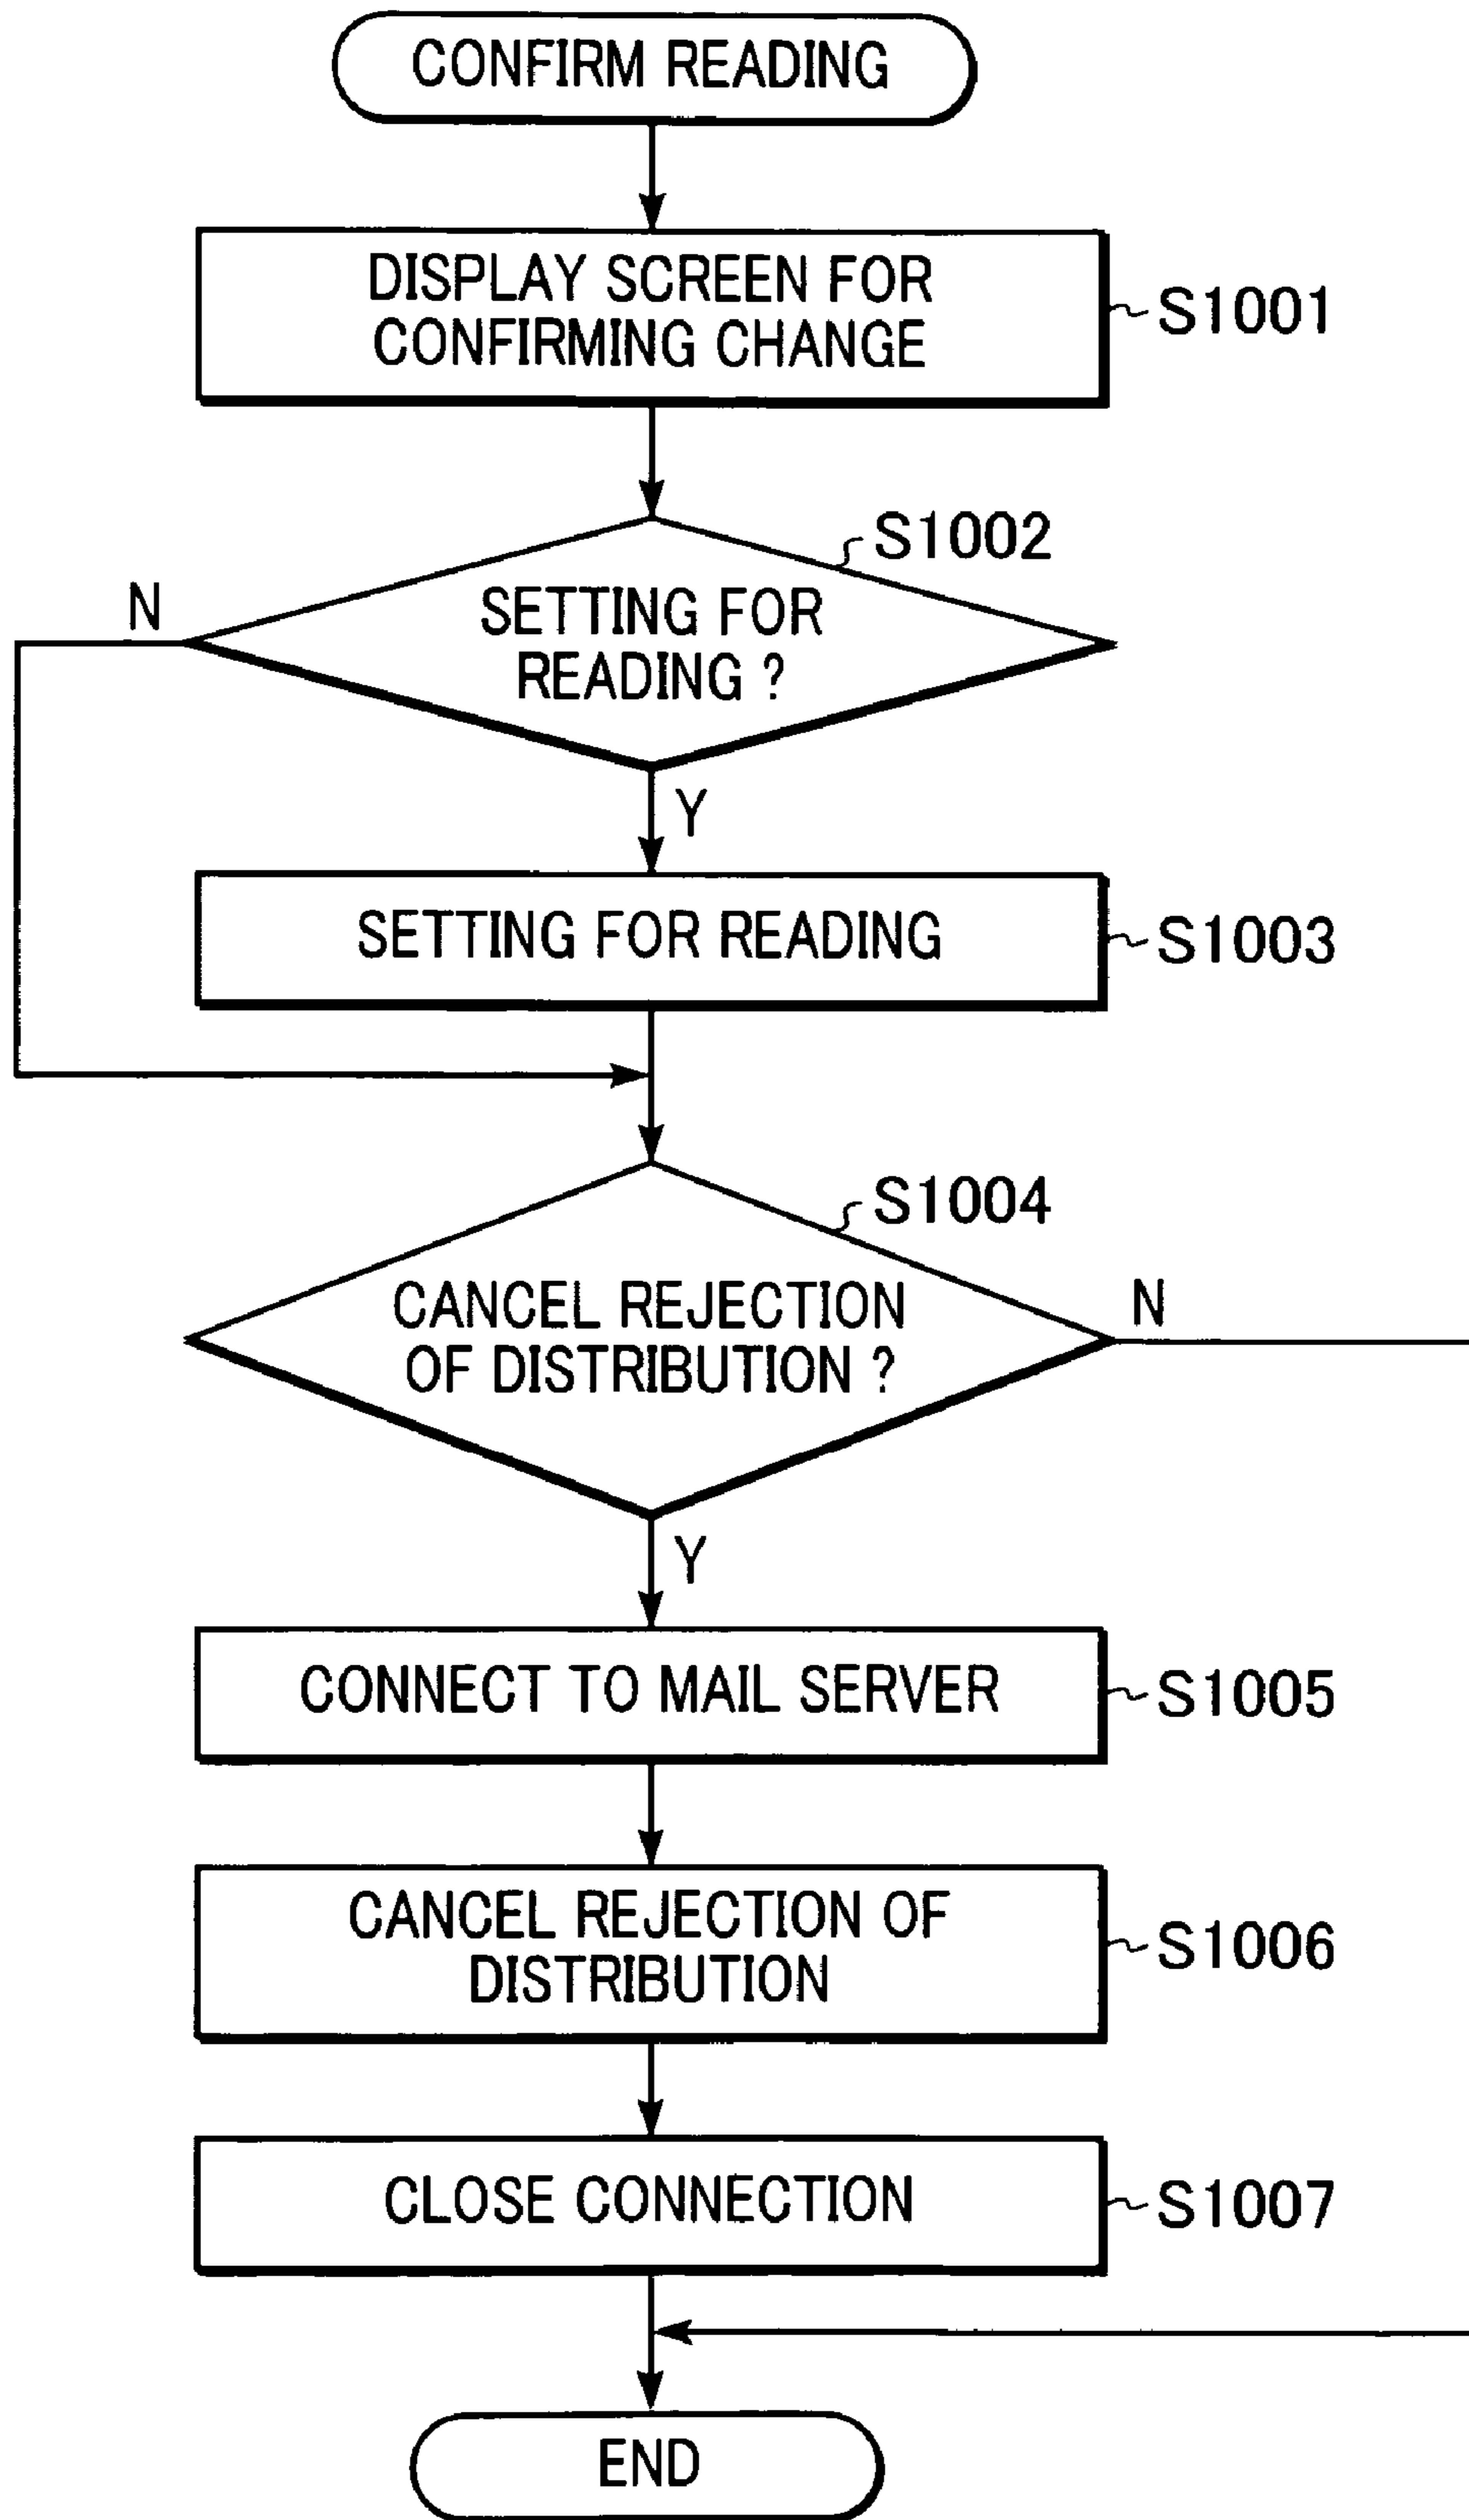 CONFIRM READING
DISPLAY SCREEN FOR
CONFIRMING CHANGE
S1001
S1002
N
SETTING FOR
READING ?
Y
SETTING FOR READING
S1003
S1004
CANCEL REJECTION
OF DISTRIBUTION ?
N
Y
CONNECT TO MAIL SERVER
S1005
CANCEL REJECTION OF
DISTRIBUTION
S1006
CLOSE CONNECTION
S1007
END